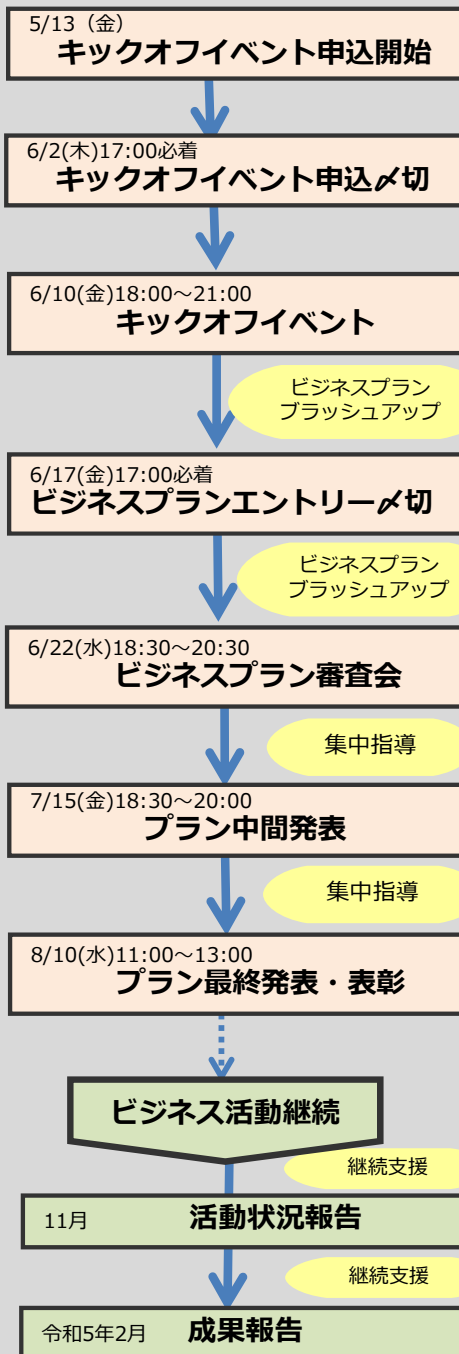 5/13（金）
キックオフイベント申込開始
6/2(木)17:00必着
キックオフイベント申込〆切
6/10(金)18:00～21:00
キックオフイベント
ビジネスプラン
ブラッシュアップ
6/17(金)17:00必着
ビジネスプランエントリー〆切
ビジネスプラン
ブラッシュアップ
6/22(水)18:30～20:30
ビジネスプラン審査会
集中指導
7/15(金)18:30～20:00
プラン中間発表
集中指導
8/10(水)11:00～13:00
プラン最終発表・表彰
ビジネス活動継続
継続支援
11月 活動状況報告
継続支援
令和5年2月 成果報告